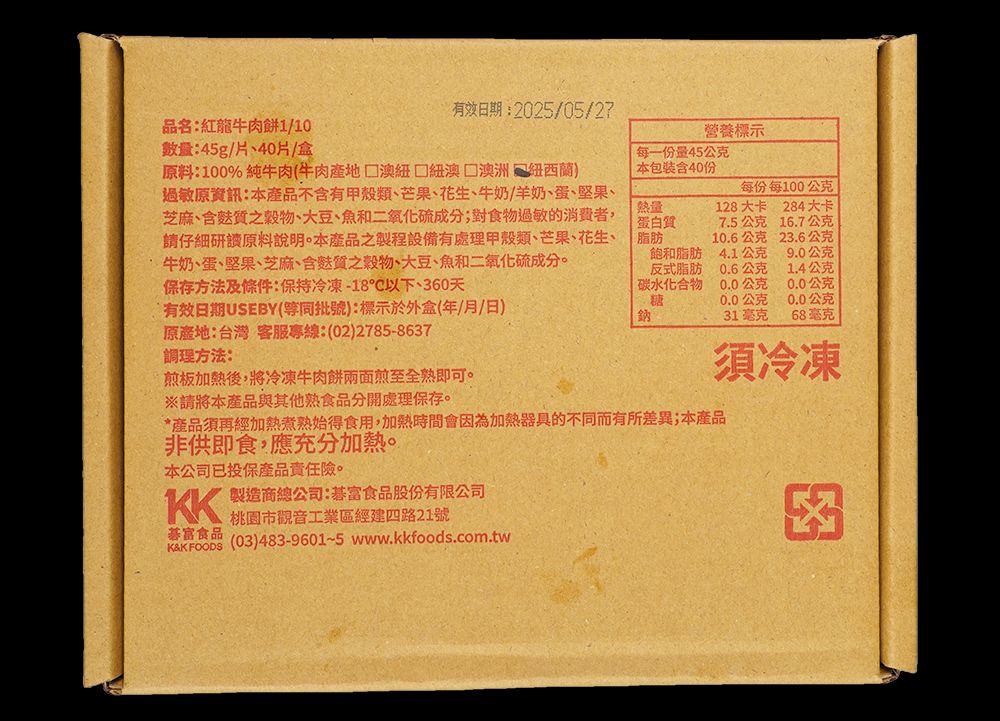 有效日期:2025/05/27
品名:紅龍牛肉餅1/10
數量:45g/片、40片/盒
原料:100% 純牛肉(牛肉產地 □澳紐 □紐澳 □澳洲 ■紐西蘭)
過敏原資訊:本產品不含有甲殼類、芒果、花生、牛奶/羊奶、蛋、堅果、
芝麻、含麩質之穀物、大豆、魚和二氧化硫成分;對食物過敏的消費者,
請仔細研讀原料說明。本產品之製程設備有處理甲殼類、芒果、花生、
牛奶、蛋、堅果、芝麻、含麩質之穀物、大豆、魚和二氧化硫成分。
保存方法及條件:保持冷凍 -18℃以下、360天
有效日期USEBY(等同批號):標示於外盒(年/月/日)
原產地:台灣 客服專線:(02)2785-8637
調理方法:
煎板加熱後,將冷凍牛肉餅兩面煎至全熟即可。
※請將本產品與其他熟食品分開處理保存。
*產品須再經加熱煮熟始得食用,加熱時間會因為加熱器具的不同而有所差異;本產品
非供即食,應充分加熱。
本公司已投保產品責任險。
KK
碁富食品
K&K FOODS
製造商總公司:碁富食品股份有限公司
桃園市觀音工業區經建四路21號
(03)483-9601~5 www.kkfoods.com.tw
營養標示
每一份量45公克
本包裝含40份
每份 每100 公克
熱量 128 大卡 284 大卡
蛋白質 7.5 公克 16.7 公克
脂肪 10.6 公克 23.6 公克
飽和脂肪 4.1 公克 9.0 公克
反式脂肪 0.6 公克 1.4 公克
碳水化合物 0.0 公克 0.0 公克
糖 0.0 公克 0.0 公克
鈉 31 毫克 68 毫克
須冷凍